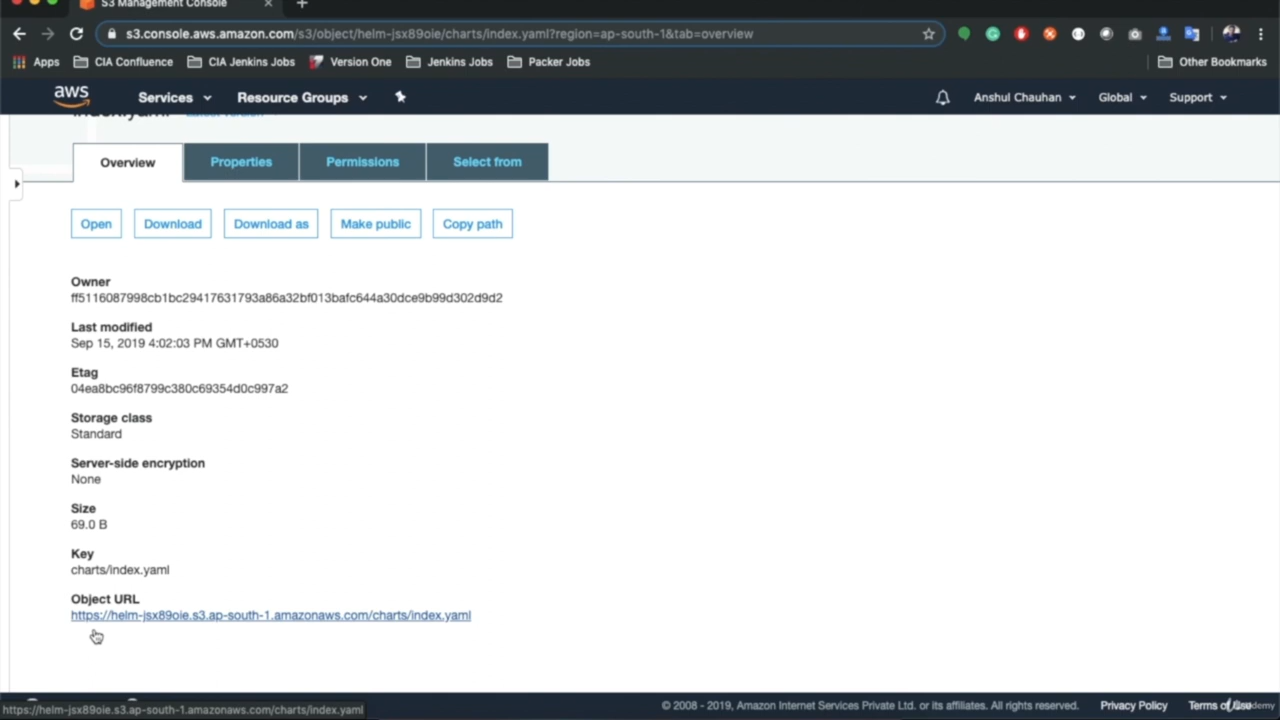 S3 Management Console
s3.console.aws.amazon.com/s3/object/helm-jsx89oie/charts/index.yaml?region=ap-south-1&tab=overview
Apps CIA Confluence CIA Jenkins Jobs Version One Jenkins Jobs Packer Jobs Other Bookmarks
aws Services Resource Groups Anshul Chauhan Global Support
index.yaml Latest version
Overview Properties Permissions Select from
Open Download Download as Make public Copy path
Owner
ff5116087998cb1bc29417631793a86a32bf013bafc644a30dce9b99d302d9d2
Last modified
Sep 15, 2019 4:02:03 PM GMT+0530
Etag
04ea8bc96f8799c380c69354d0c997a2
Storage class
Standard
Server-side encryption
None
Size
69.0 B
Key
charts/index.yaml
Object URL
https://helm-jsx89oie.s3.ap-south-1.amazonaws.com/charts/index.yaml
https://helm-jsx89oie.s3.ap-south-1.amazonaws.com/charts/index.yaml
© 2008 - 2019, Amazon Internet Services Private Ltd. or its affiliates. All rights reserved. Privacy Policy Terms of